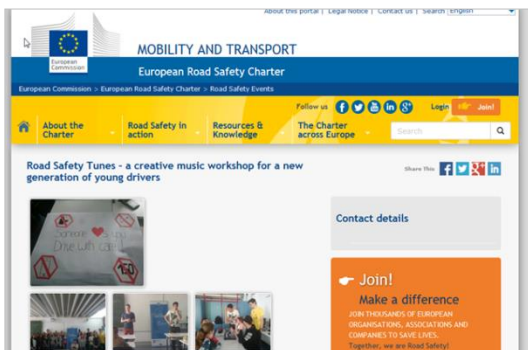 About this portal | Legal Notice | Contact us | Search English
European
Commission
MOBILITY AND TRANSPORT
European Road Safety Charter
European Commission > European Road Safety Charter > Road Safety Events
Follow us
Login
Join!
About the
Charter
Road Safety in
action
Resources &
Knowledge
The Charter
across Europe
Search
Road Safety Tunes - a creative music workshop for a new
generation of young drivers
Share This
Someone loves you
Drive with care!
Contact details
Join!
Make a difference
JOIN THOUSANDS OF EUROPEAN
ORGANISATIONS, ASSOCIATIONS AND
COMPANIES TO SAVE LIVES.
Together, we are Road Safety!